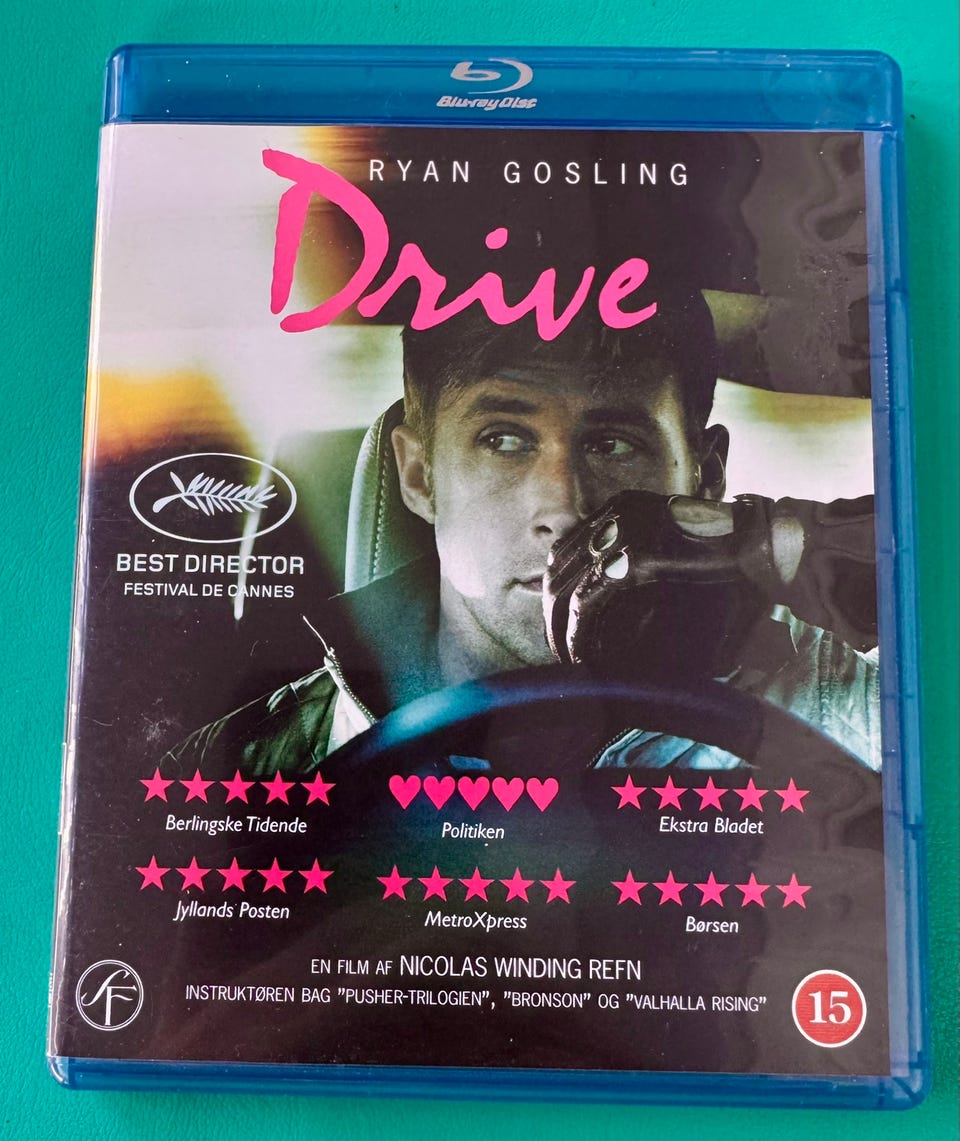 Blu-ray Disc
RYAN GOSLING
Drive
BEST DIRECTOR
FESTIVAL DE CANNES
Berlingske Tidende
Politiken
Ekstra Bladet
Jyllands Posten
MetroXpress
Børsen
EN FILM AF NICOLAS WINDING REFN
INSTRUKTØREN BAG "PUSHER-TRILOGIEN", "BRONSON" OG "VALHALLA RISING"
SF
15